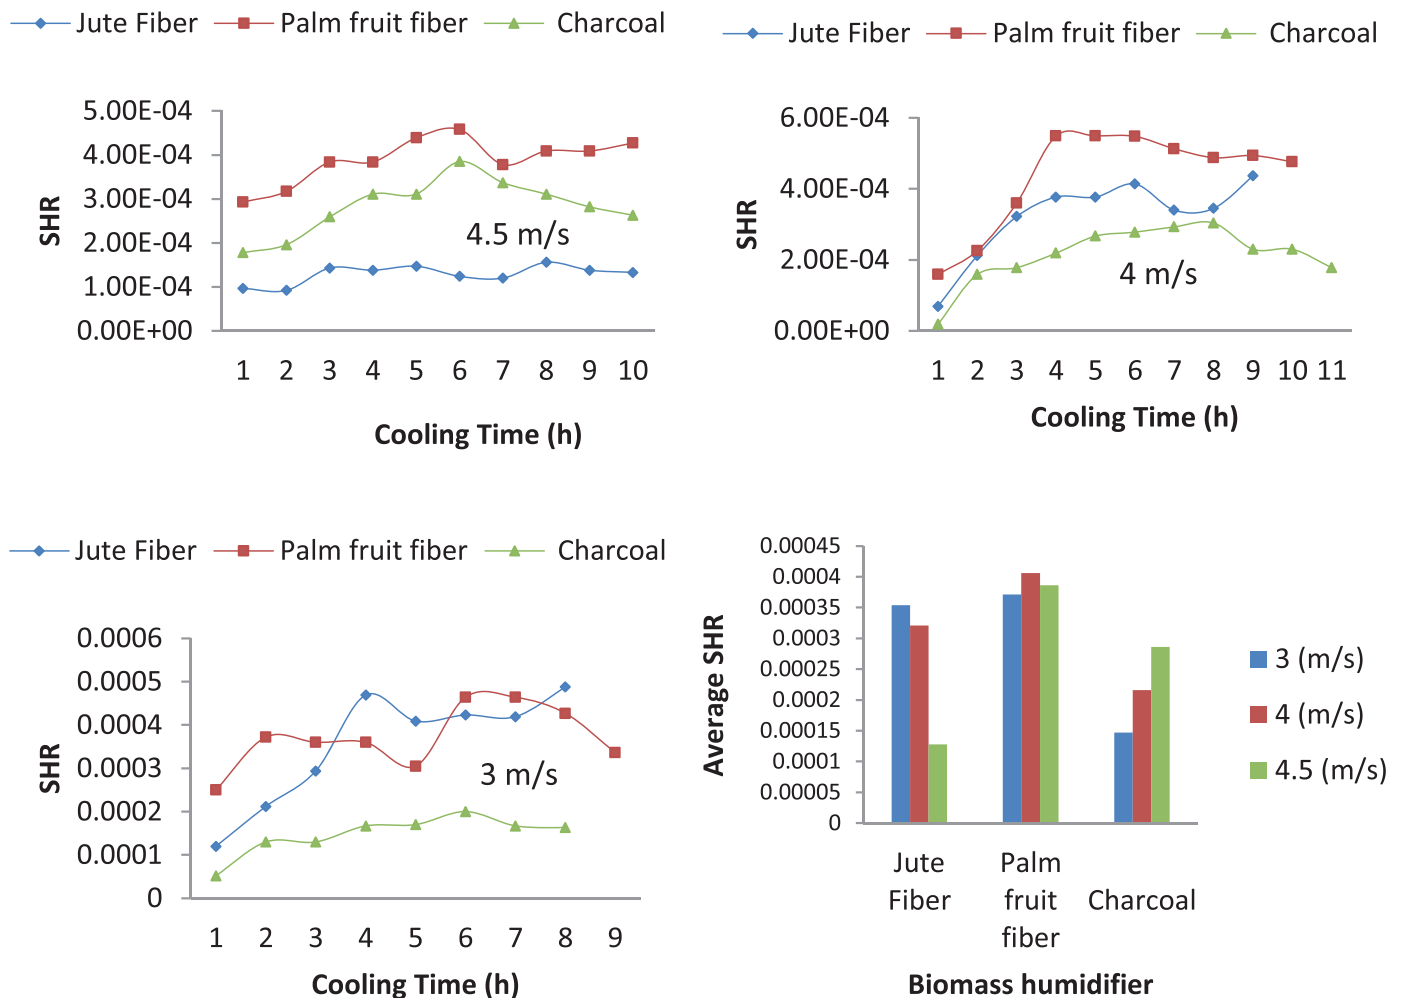 Jute Fiber Palm fruit fiber Charcoal
5.00E-04
4.00E-04
3.00E-04
2.00E-04
1.00E-04
0.00E+00
SHR
4.5 m/s
1 2 3 4 5 6 7 8 9 10
Cooling Time (h)
Jute Fiber Palm fruit fiber Charcoal
6.00E-04
4.00E-04
2.00E-04
0.00E+00
SHR
4 m/s
1 2 3 4 5 6 7 8 9 10 11
Cooling Time (h)
Jute Fiber Palm fruit fiber Charcoal
0.0006
0.0005
0.0004
0.0003
0.0002
0.0001
0
SHR
3 m/s
1 2 3 4 5 6 7 8 9
Cooling Time (h)
0.00045
0.0004
0.00035
0.0003
0.00025
0.0002
0.00015
0.0001
0.00005
0
Average SHR
Jute
Fiber
Palm
fruit
fiber
Charcoal
Biomass humidifier
3 (m/s)
4 (m/s)
4.5 (m/s)